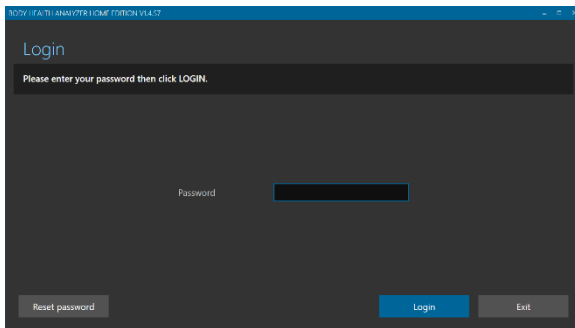 BODY HEALTH ANALYZER HOME EDITION V1.4.57
Login
Please enter your password then click LOGIN.
Password
Reset password
Login
Exit